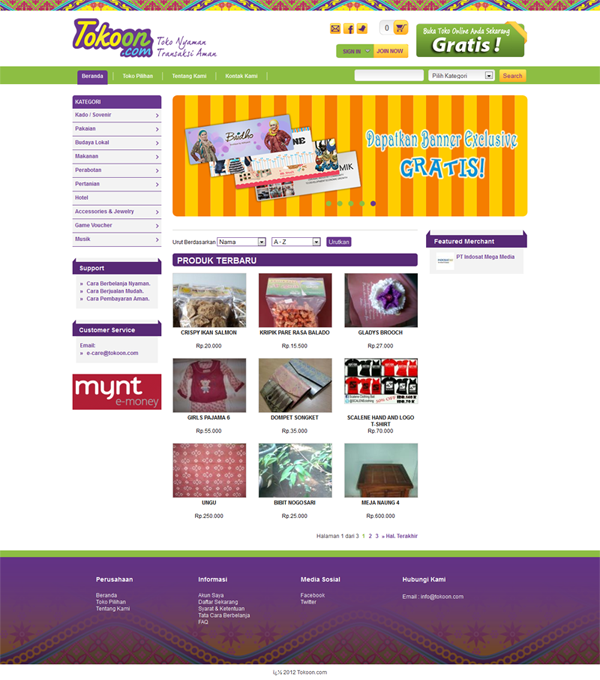 Tokoon
.com
Toko Nyaman
Transaksi Aman
0
SIGN IN
JOIN NOW
Buka Toko Online Anda Sekarang
Gratis !
Beranda
Toko Pilihan
Tentang Kami
Kontak Kami
Pilih Kategori
Search
KATEGORI
Kado / Sovenir
Pakaian
Budaya Lokal
Makanan
Perabotan
Pertanian
Hotel
Accessories & Jewelry
Game Voucher
Musik
Dapatkan Banner Exclusive
GRATIS!
Urut Berdasarkan Nama A - Z Urutkan
PRODUK TERBARU
CRISPY IKAN SALMON
Rp.20.000
KRIPIK PARE RASA BALADO
Rp.15.500
GLADYS BROOCH
Rp.27.000
GIRLS PAJAMA 6
Rp.55.000
DOMPET SONGKET
Rp.35.000
SCALENE HAND AND LOGO
T-SHIRT
Rp.70.000
UNGU
Rp.250.000
BIBIT NOGOSARI
Rp.25.000
MEJA NAUNG 4
Rp.600.000
Halaman 1 dari 3 1 2 3 » Hal. Terakhir
Featured Merchant
PT Indosat Mega Media
Support
» Cara Berbelanja Nyaman.
» Cara Berjualan Mudah.
» Cara Pembayaran Aman.
Customer Service
Email:
» e-care@tokoon.com
mynt
e-money
Perusahaan
Beranda
Toko Pilihan
Tentang Kami
Informasi
Akun Saya
Daftar Sekarang
Syarat & Ketentuan
Tata Cara Berbelanja
FAQ
Media Sosial
Facebook
Twitter
Hubungi Kami
Email : info@tokoon.com
ï¿½ 2012 Tokoon.com